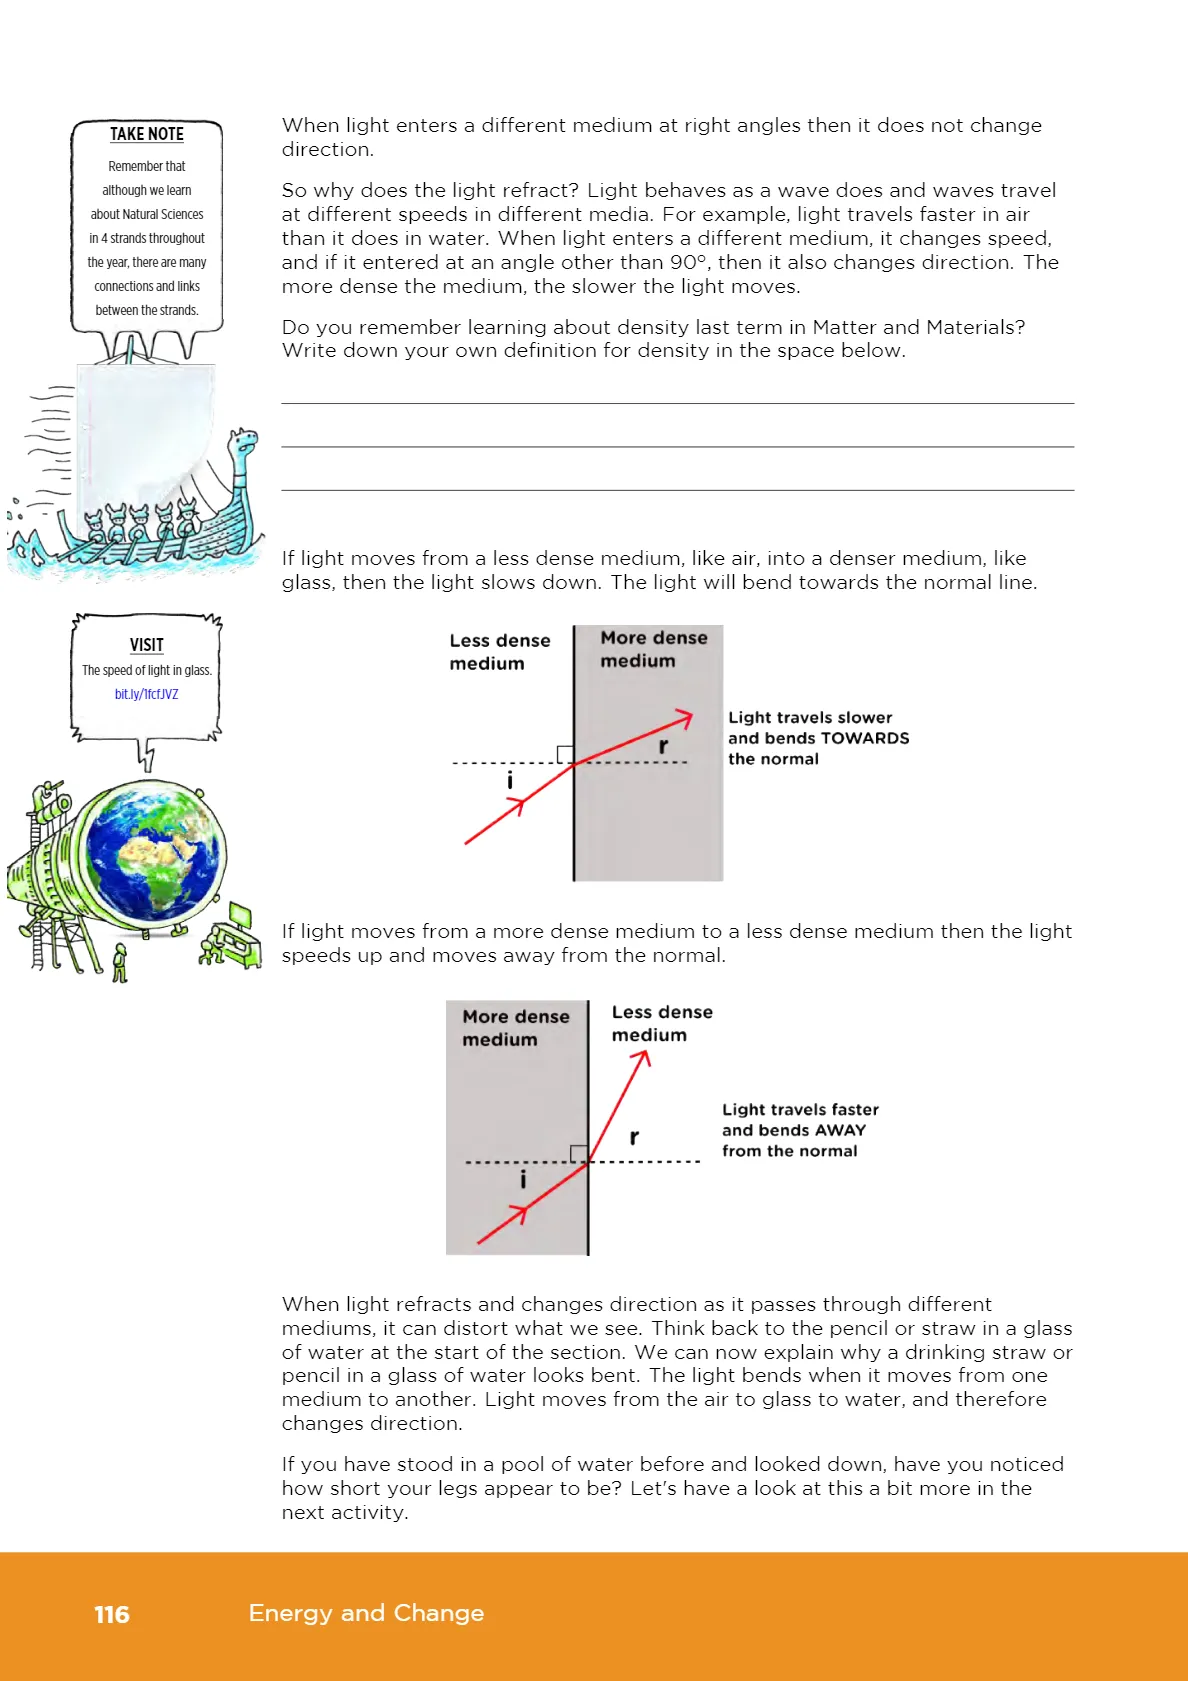 TAKE NOTE
Remember that
although we learn
about Natural Sciences
in 4 strands throughout
the year, there are many
connections and links
between the strands.
When light enters a different medium at right angles then it does not change
direction.
So why does the light refract? Light behaves as a wave does and waves travel
at different speeds in different media. For example, light travels faster in air
than it does in water. When light enters a different medium, it changes speed,
and if it entered at an angle other than 90°, then it also changes direction. The
more dense the medium, the slower the light moves.
Do you remember learning about density last term in Matter and Materials?
Write down your own definition for density in the space below.
If light moves from a less dense medium, like air, into a denser medium, like
glass, then the light slows down. The light will bend towards the normal line.
VISIT
The speed of light in glass.
bit.ly/1fcfJVZ
Less dense
medium
More dense
medium
Light travels slower
and bends TOWARDS
the normal
r
i
If light moves from a more dense medium to a less dense medium then the light
speeds up and moves away from the normal.
More dense
medium
Less dense
medium
Light travels faster
and bends AWAY
from the normal
r
i
When light refracts and changes direction as it passes through different
mediums, it can distort what we see. Think back to the pencil or straw in a glass
of water at the start of the section. We can now explain why a drinking straw or
pencil in a glass of water looks bent. The light bends when it moves from one
medium to another. Light moves from the air to glass to water, and therefore
changes direction.
If you have stood in a pool of water before and looked down, have you noticed
how short your legs appear to be? Let's have a look at this a bit more in the
next activity.
116
Energy and Change